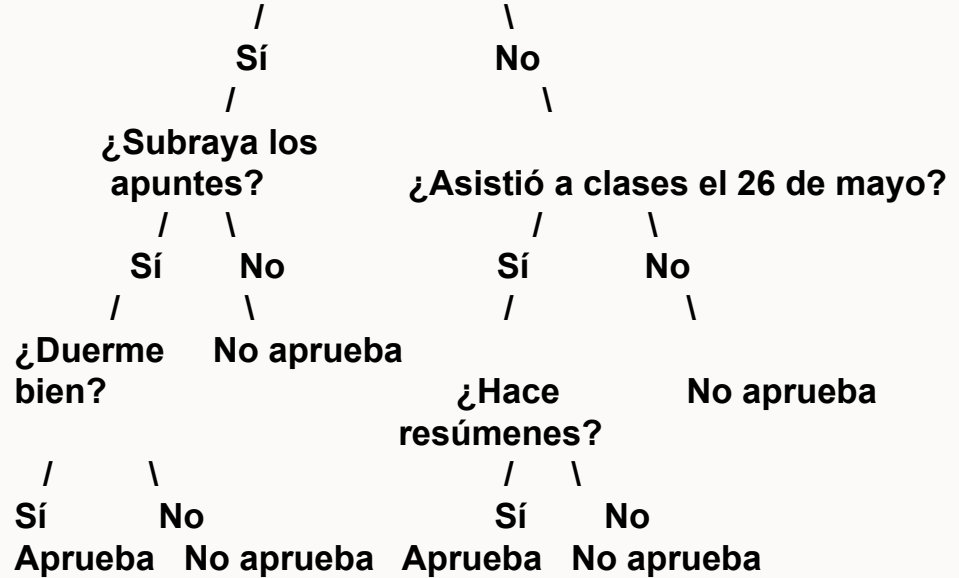 / \
Sí No
/ \
¿Subraya los
apuntes? ¿Asistió a clases el 26 de mayo?
/ \ / \
Sí No Sí No
/ \ / \
¿Duerme No aprueba
bien? ¿Hace No aprueba
resúmenes?
/ \ / \
Sí No Sí No
Aprueba No aprueba Aprueba No aprueba